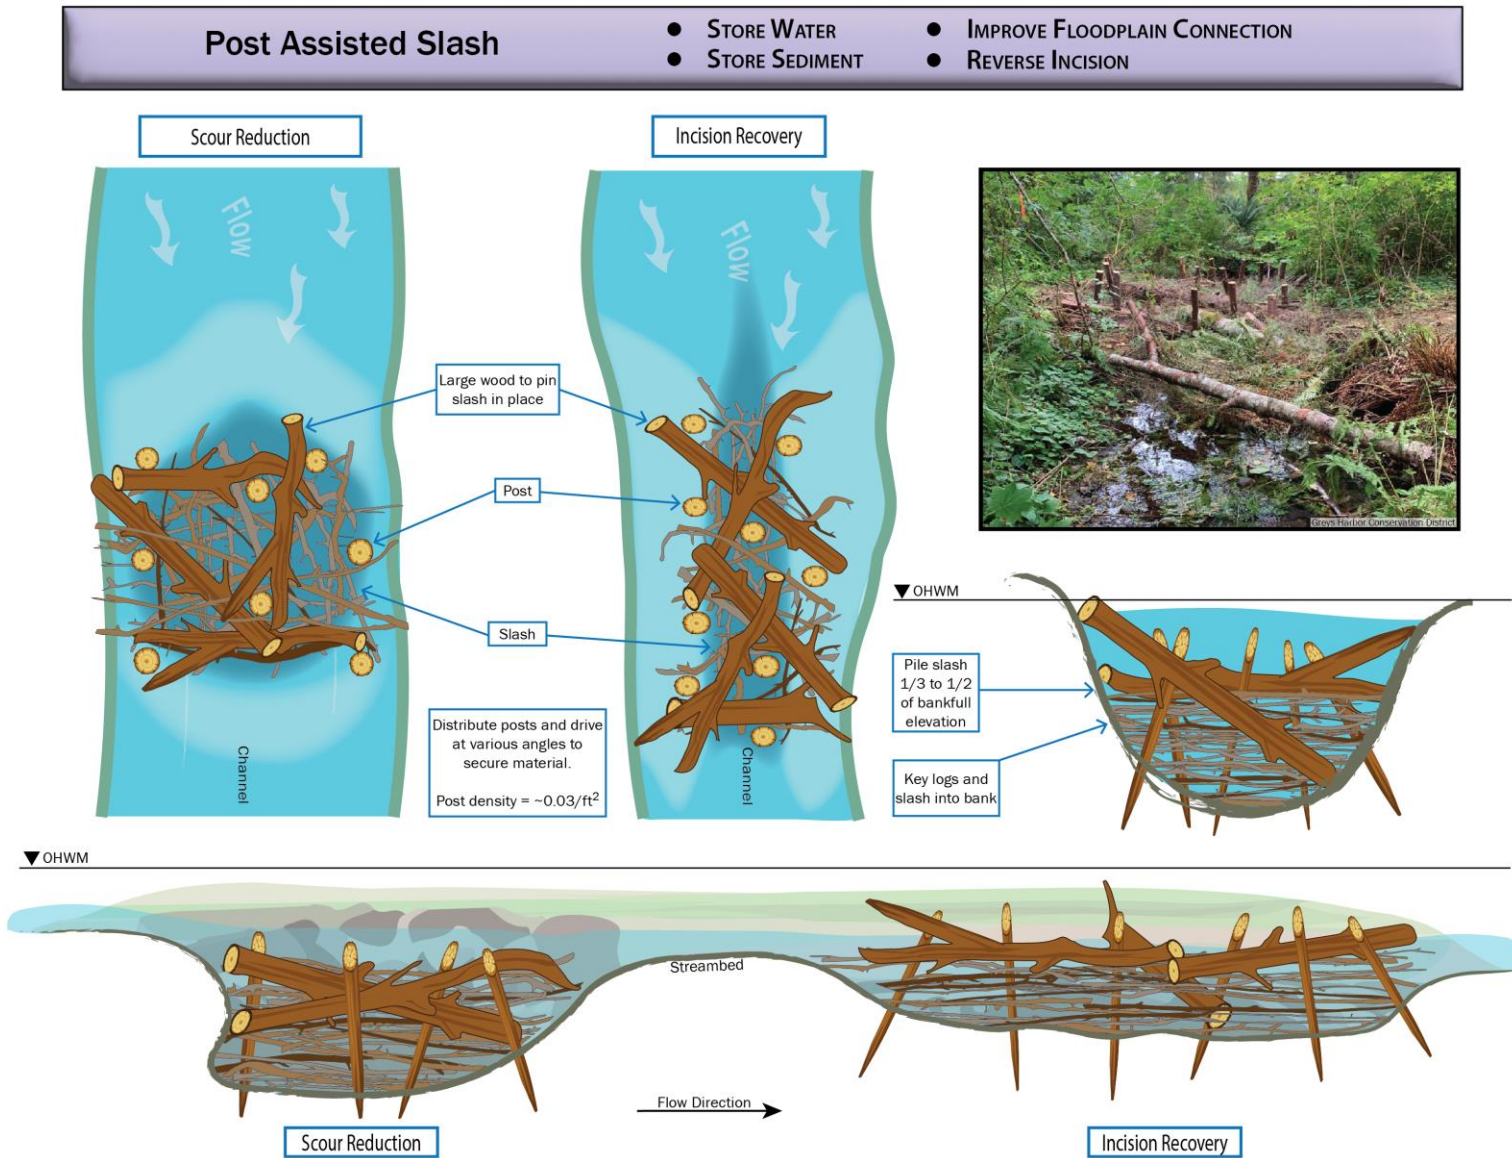 Post Assisted Slash
● STORE WATER
● STORE SEDIMENT
● IMPROVE FLOODPLAIN CONNECTION
● REVERSE INCISION
Scour Reduction
Incision Recovery
Flow
Flow
Large wood to pin
slash in place
Post
Slash
Distribute posts and drive
at various angles to
secure material.
Post density = ~0.03/ft²
Channel
Channel
Greys Harbor Conservation District
OHWM
Pile slash
1/3 to 1/2
of bankfull
elevation
Key logs and
slash into bank
OHWM
Streambed
Flow Direction
Scour Reduction
Incision Recovery